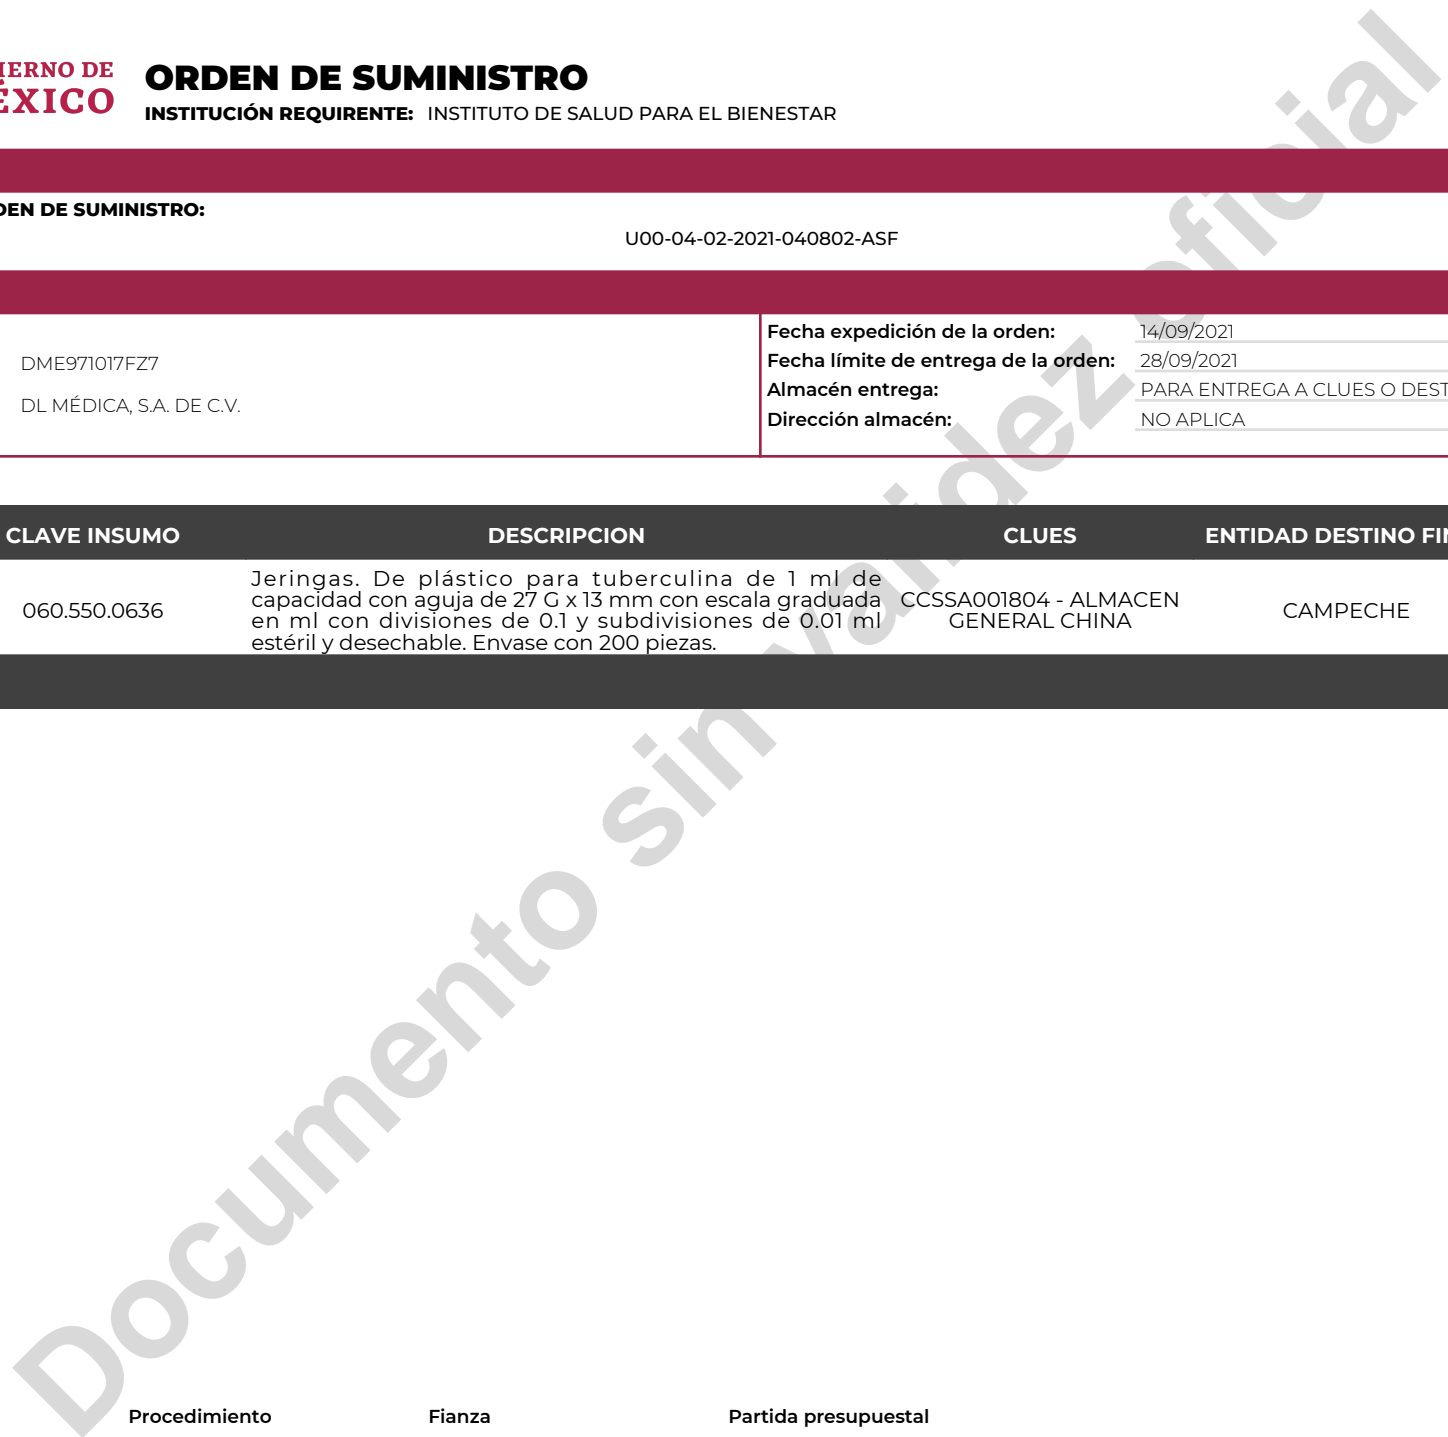 IERNO DE
ÉXICO
ORDEN DE SUMINISTRO
INSTITUCIÓN REQUIRENTE: INSTITUTO DE SALUD PARA EL BIENESTAR
DEN DE SUMINISTRO:
U00-04-02-2021-040802-ASF
DME971017FZ7
DL MÉDICA, S.A. DE C.V.
Fecha expedición de la orden: 14/09/2021
Fecha límite de entrega de la orden: 28/09/2021
Almacén entrega: PARA ENTREGA A CLUES O DEST
Dirección almacén: NO APLICA
CLAVE INSUMO DESCRIPCION CLUES ENTIDAD DESTINO FIN
060.550.0636
Jeringas. De plástico para tuberculina de 1 ml de
capacidad con aguja de 27 G x 13 mm con escala graduada
en ml con divisiones de 0.1 y subdivisiones de 0.01 ml
estéril y desechable. Envase con 200 piezas.
CCSSA001804 - ALMACEN
GENERAL CHINA
CAMPECHE
Documento sin validez oficial
Procedimiento Fianza Partida presupuestal